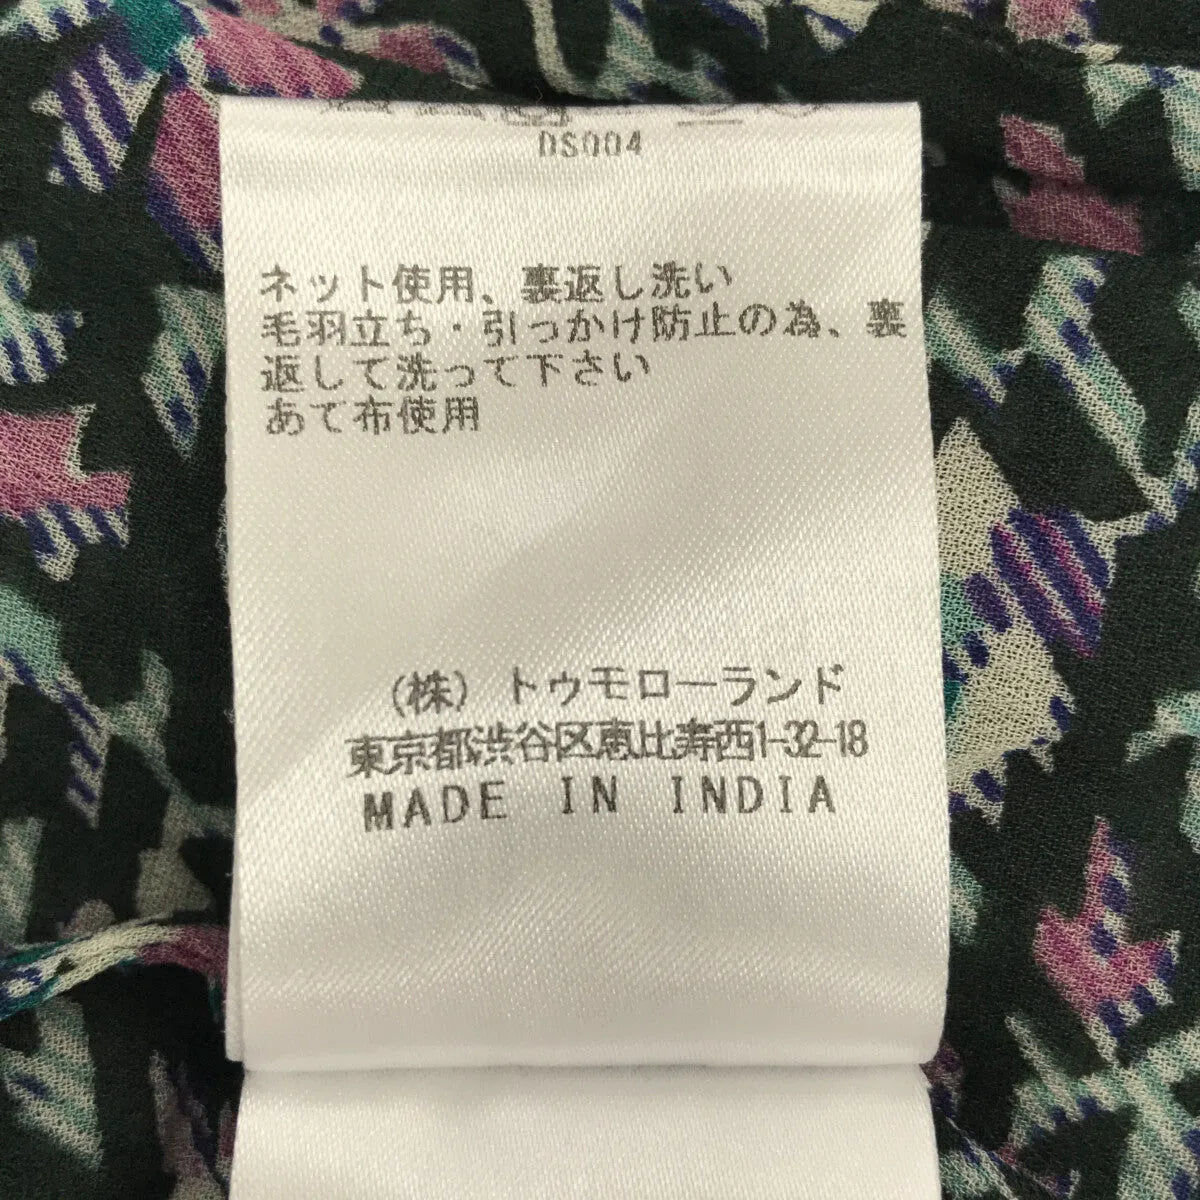 DS004
ネット使用、裏返し洗い
毛羽立ち・引っかけ防止の為、裏
返して洗って下さい
あて布使用
(株) トゥモローランド
東京都渋谷区恵比寿西1-32-18
MADE IN INDIA